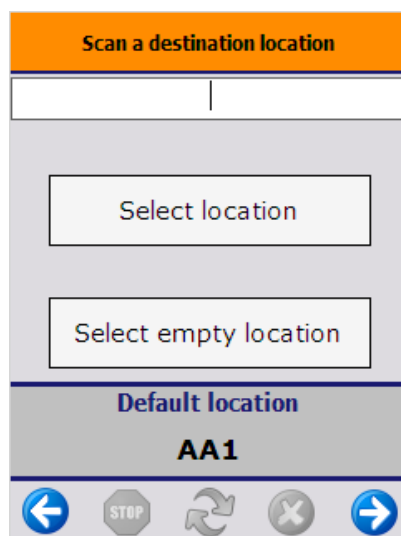 Scan a destination location
Select location
Select empty location
Default location
AA1
STOP